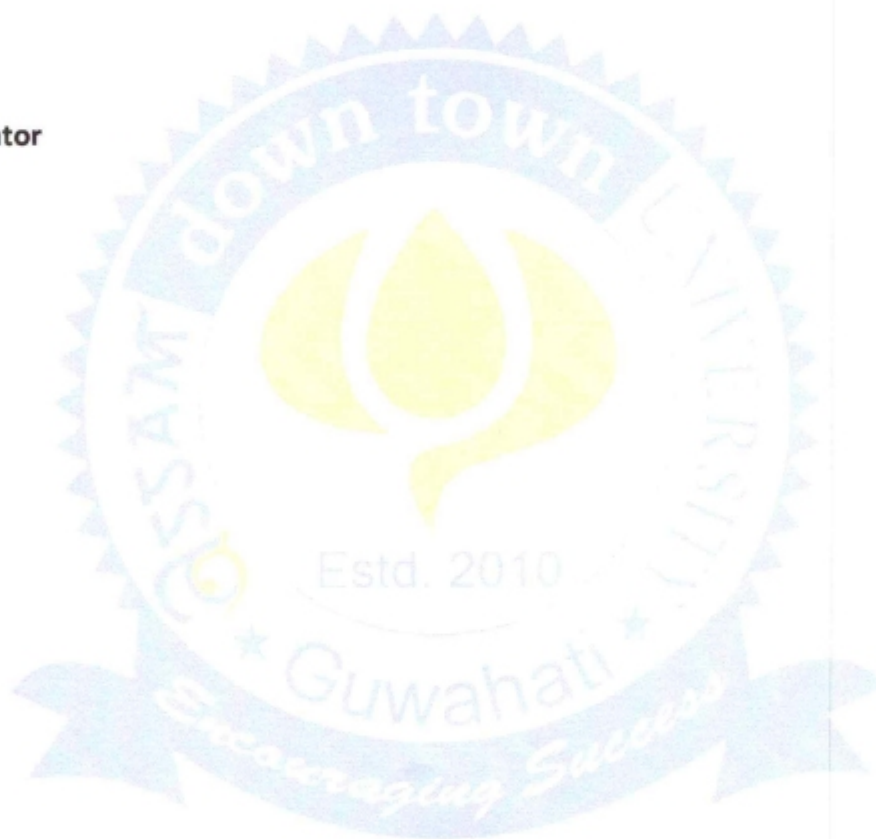 tor
down town
ASSAM
UNIVERSITY
Estd. 2010
Guwahati
Encouraging Success